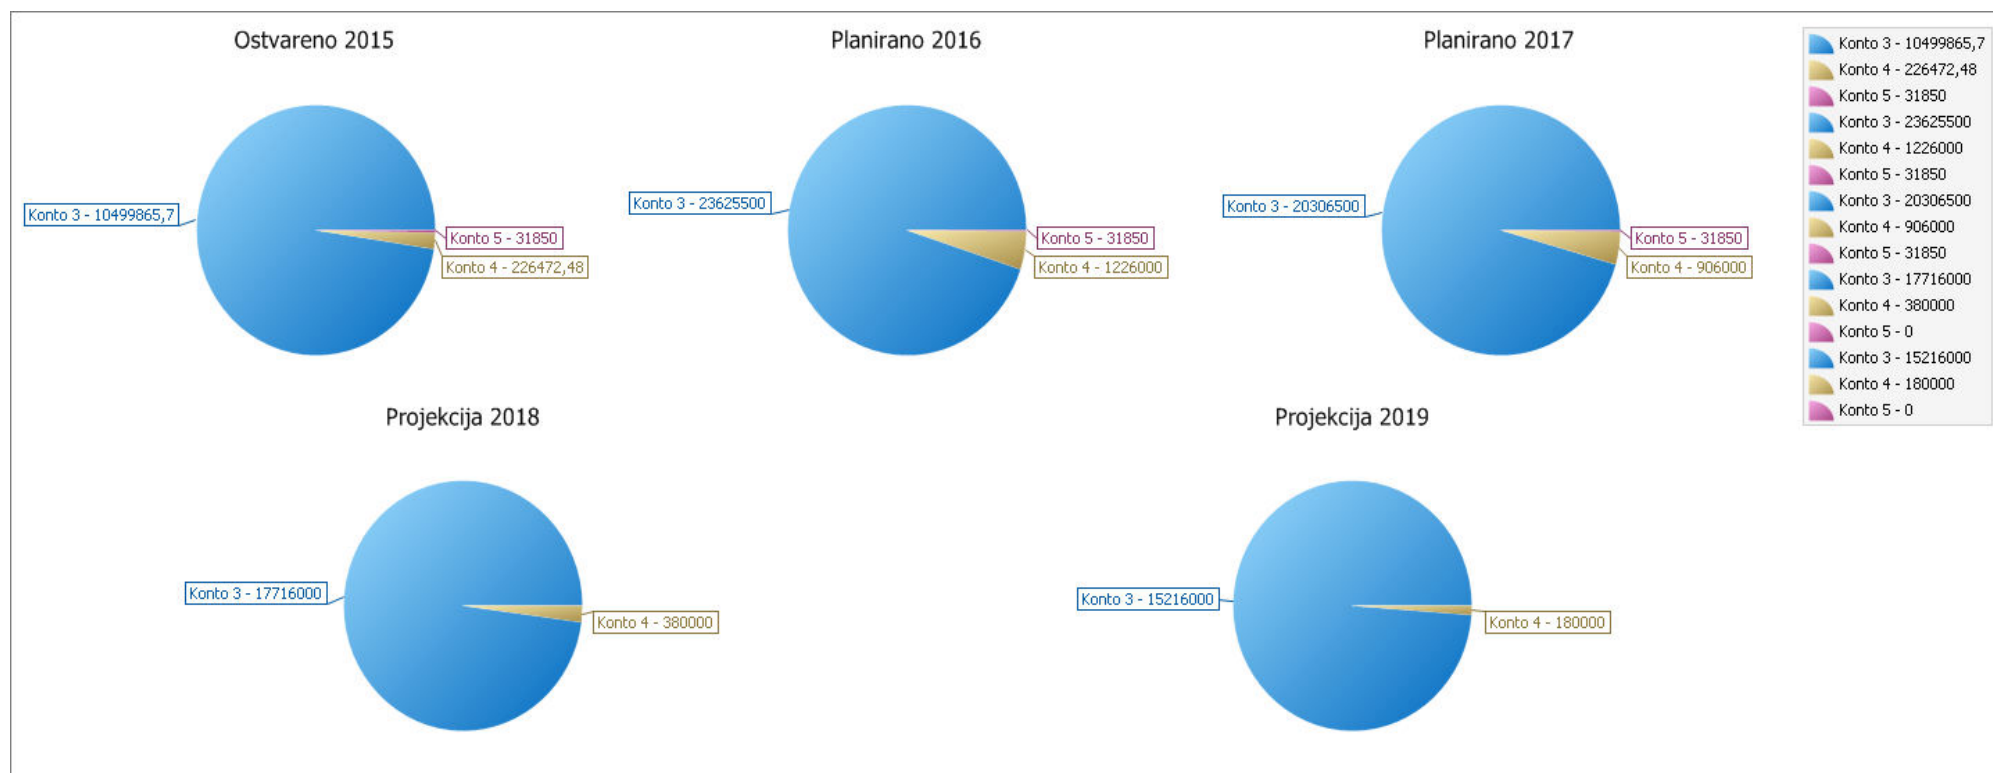 Ostvareno 2015
Konto 3 - 10499865,7
Konto 5 - 31850
Konto 4 - 226472,48
Planirano 2016
Konto 3 - 23625500
Konto 5 - 31850
Konto 4 - 1226000
Planirano 2017
Konto 3 - 20306500
Konto 5 - 31850
Konto 4 - 906000
Konto 3 - 10499865,7
Konto 4 - 226472,48
Konto 5 - 31850
Konto 3 - 23625500
Konto 4 - 1226000
Konto 5 - 31850
Konto 3 - 20306500
Konto 4 - 906000
Konto 5 - 31850
Konto 3 - 17716000
Konto 4 - 380000
Konto 5 - 0
Konto 3 - 15216000
Konto 4 - 180000
Konto 5 - 0
Projekcija 2018
Konto 3 - 17716000
Konto 4 - 380000
Projekcija 2019
Konto 3 - 15216000
Konto 4 - 180000